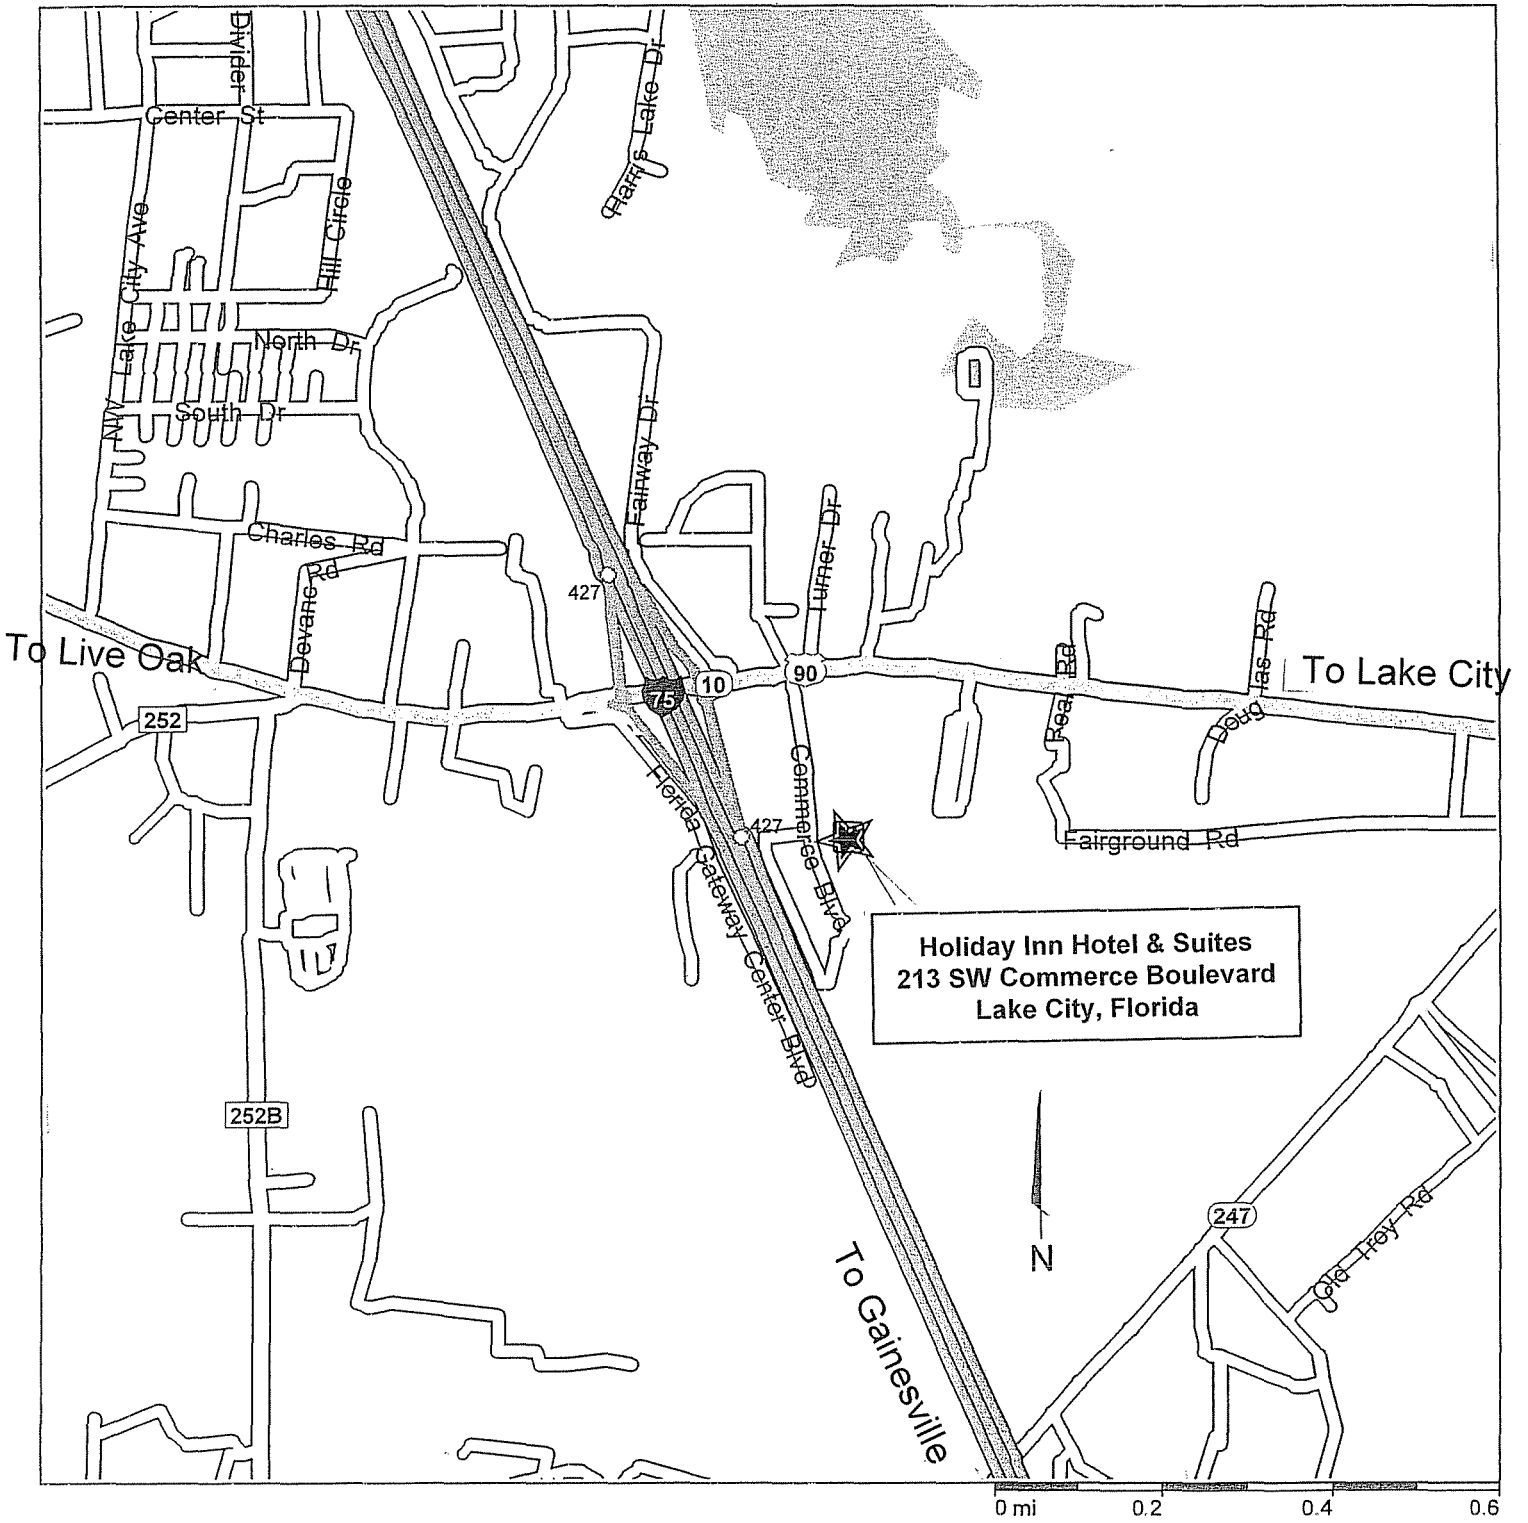 Divider
Center St
Harris Lake Dr
Hill Circle
NW Lake City Ave
North Dr
South Dr
Fairway Dr
Charles Rd
Turner Dr
427
Devane Rd
To Live Oak
Real Rd
Douglas Rd
To Lake City
90
10
75
252
Commerce Blvd
Florida Gateway Center Blvd
427
Fairground Rd
Holiday Inn Hotel & Suites
213 SW Commerce Boulevard
Lake City, Florida
252B
247
Old Troy Rd
N
To Gainesville
0 mi 0.2 0.4 0.6